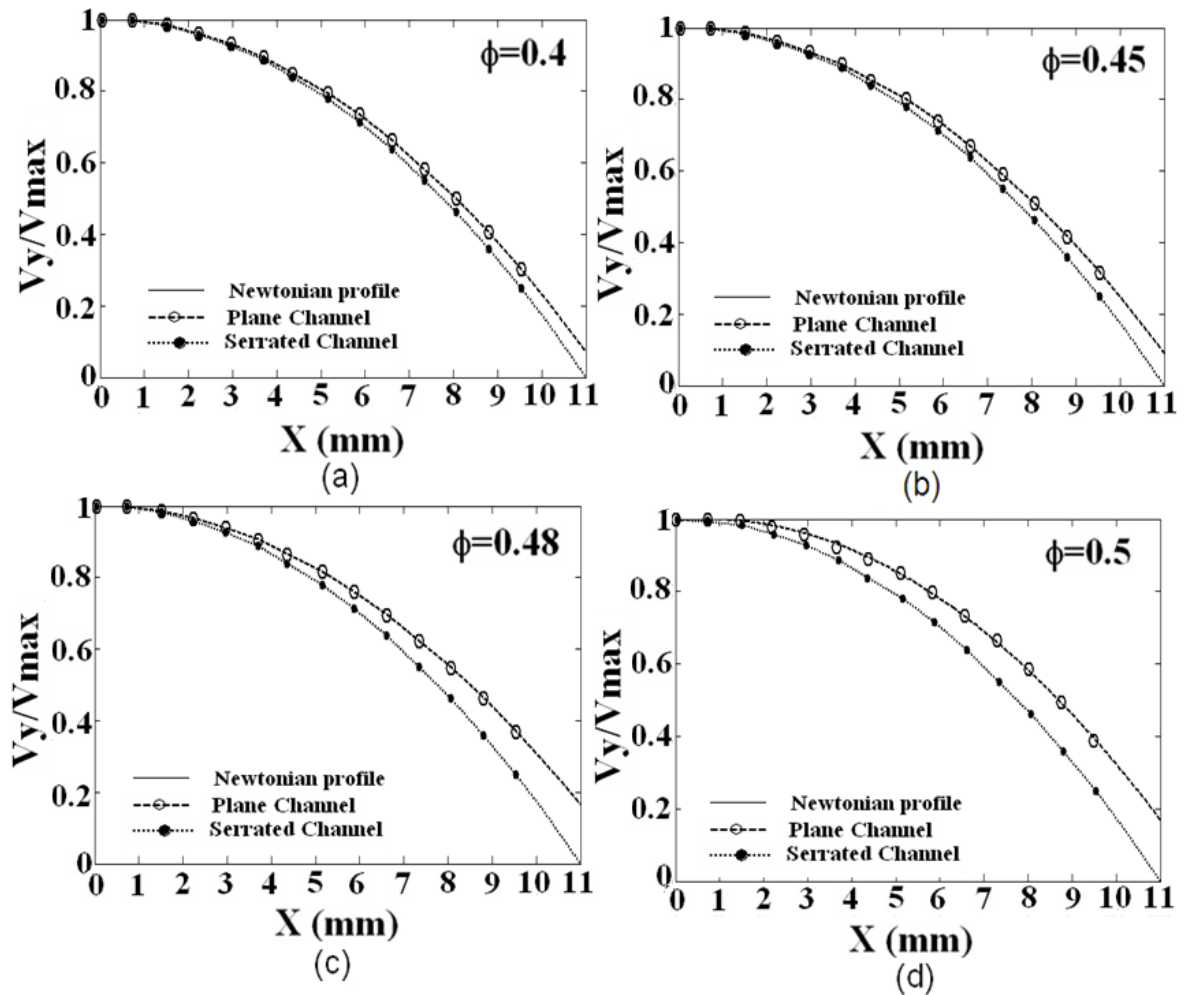 ϕ=0.4
1
0.8
0.6
0.4
0.2
0
Vy/Vmax
Newtonian profile
Plane Channel
Serrated Channel
0 1 2 3 4 5 6 7 8 9 10 11
X (mm)
(a)
ϕ=0.45
1
0.8
0.6
0.4
0.2
0
Vy/Vmax
Newtonian profile
Plane Channel
Serrated Channel
0 1 2 3 4 5 6 7 8 9 10 11
X (mm)
(b)
ϕ=0.48
1
0.8
0.6
0.4
0.2
0
Vy/Vmax
Newtonian profile
Plane Channel
Serrated Channel
0 1 2 3 4 5 6 7 8 9 10 11
X (mm)
(c)
ϕ=0.5
1
0.8
0.6
0.4
0.2
0
Vy/Vmax
Newtonian profile
Plane Channel
Serrated Channel
0 1 2 3 4 5 6 7 8 9 10 11
X (mm)
(d)